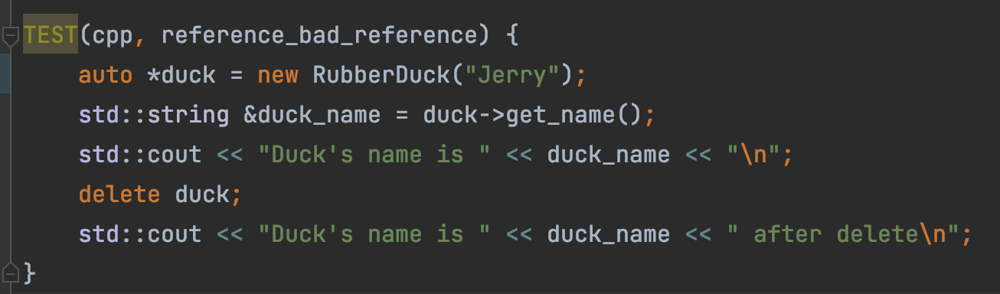 TEST(cpp, reference_bad_reference) {
    auto *duck = new RubberDuck("Jerry");
    std::string &duck_name = duck->get_name();
    std::cout << "Duck's name is " << duck_name << "\n";
    delete duck;
    std::cout << "Duck's name is " << duck_name << " after delete\n";
}